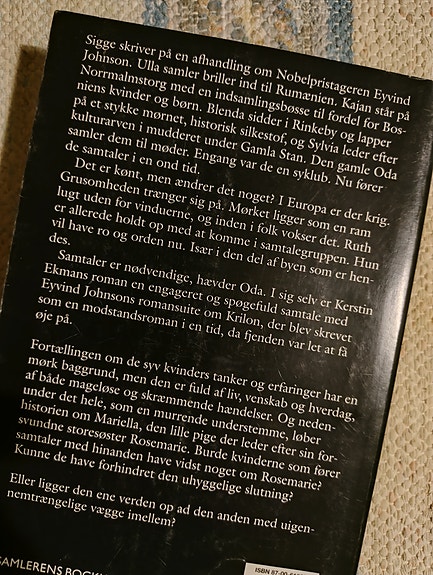 Sigge skriver på en afhandling om Nobelpristageren Eyvind
Johnson. Ulla samler briller ind til Rumænien. Kajan står på
Norrmalmstorg med en indsamlingsbøsse til fordel for Bos-
niens kvinder og børn. Blenda sidder i Rinkeby og lapper
på et stykke mørnet, historisk silkestof, og Sylvia leder efter
kulturarven i mudderet under Gamla Stan. Den gamle Oda
samler dem til møder. Engang var de en syklub. Nu fører
de samtaler i en ond tid.
Det er kønt, men ændrer det noget? I Europa er der krig.
Grusomheden trænger sig på. Mørket ligger som en ram
lugt uden for vinduerne, og inden i folk vokser det. Ruth
er allerede holdt op med at komme i samtalegruppen. Hun
vil have ro og orden nu. Især i den del af byen som er hen-
des.
Samtaler er nødvendige, hævder Oda. I sig selv er Kerstin
Ekmans roman en engageret og spøgefuld samtale med
Eyvind Johnsons romansuite om Krilon, der blev skrevet
som en modstandsroman i en tid, da fjenden var let at få
øje på.
Fortællingen om de syv kvinders tanker og erfaringer har en
mørk baggrund, men den er fuld af liv, venskab og hverdag,
af både mageløse og skræmmende hændelser. Og neden-
under det hele, som en murrende understemme, løber
historien om Mariella, den lille pige der leder efter sin for-
svundne storesøster Rosemarie. Burde kvinderne som fører
samtaler med hinanden have vidst noget om Rosemarie?
Kunne de have forhindret den uhyggelige slutning?
Eller ligger den ene verden op ad den anden med uigen-
nemtrængelige vægge imellem?
ISBN 87-00-